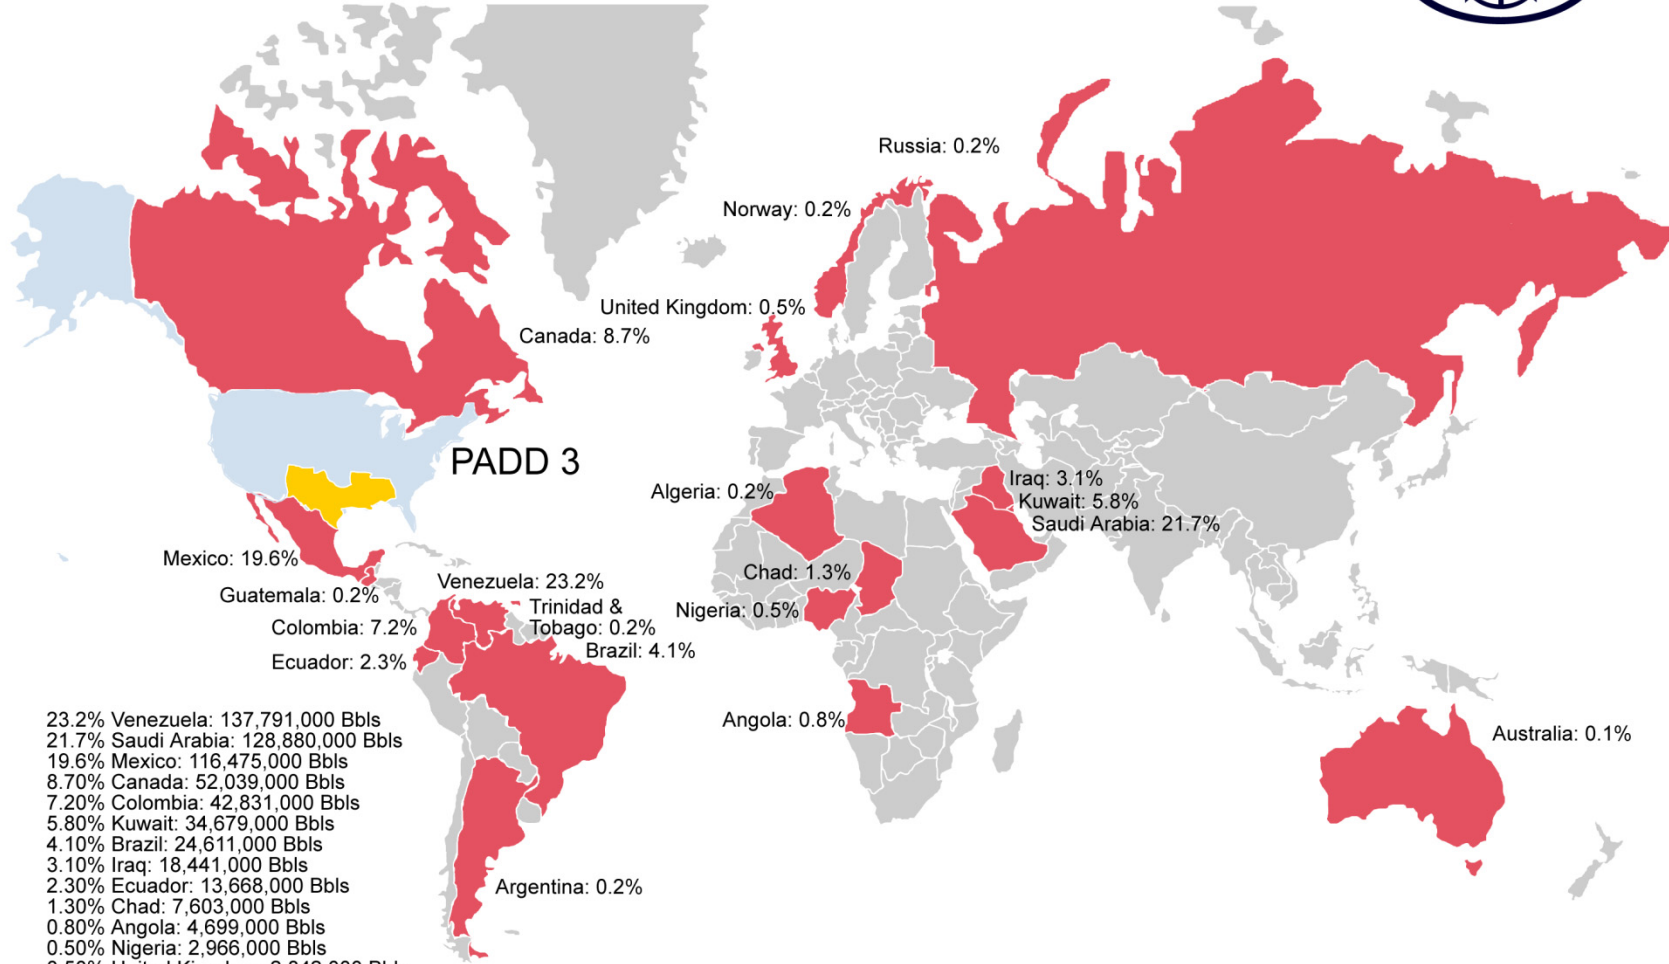 Russia: 0.2%
Norway: 0.2%
United Kingdom: 0.5%
Canada: 8.7%
PADD 3
Algeria: 0.2%
Iraq: 3.1%
Kuwait: 5.8%
Saudi Arabia: 21.7%
Mexico: 19.6%
Chad: 1.3%
Venezuela: 23.2%
Guatemala: 0.2%
Trinidad &
Tobago: 0.2%
Nigeria: 0.5%
Colombia: 7.2%
Brazil: 4.1%
Ecuador: 2.3%
Angola: 0.8%
Australia: 0.1%
Argentina: 0.2%
23.2% Venezuela: 137,791,000 Bbls
21.7% Saudi Arabia: 128,880,000 Bbls
19.6% Mexico: 116,475,000 Bbls
8.70% Canada: 52,039,000 Bbls
7.20% Colombia: 42,831,000 Bbls
5.80% Kuwait: 34,679,000 Bbls
4.10% Brazil: 24,611,000 Bbls
3.10% Iraq: 18,441,000 Bbls
2.30% Ecuador: 13,668,000 Bbls
1.30% Chad: 7,603,000 Bbls
0.80% Angola: 4,699,000 Bbls
0.50% Nigeria: 2,966,000 Bbls